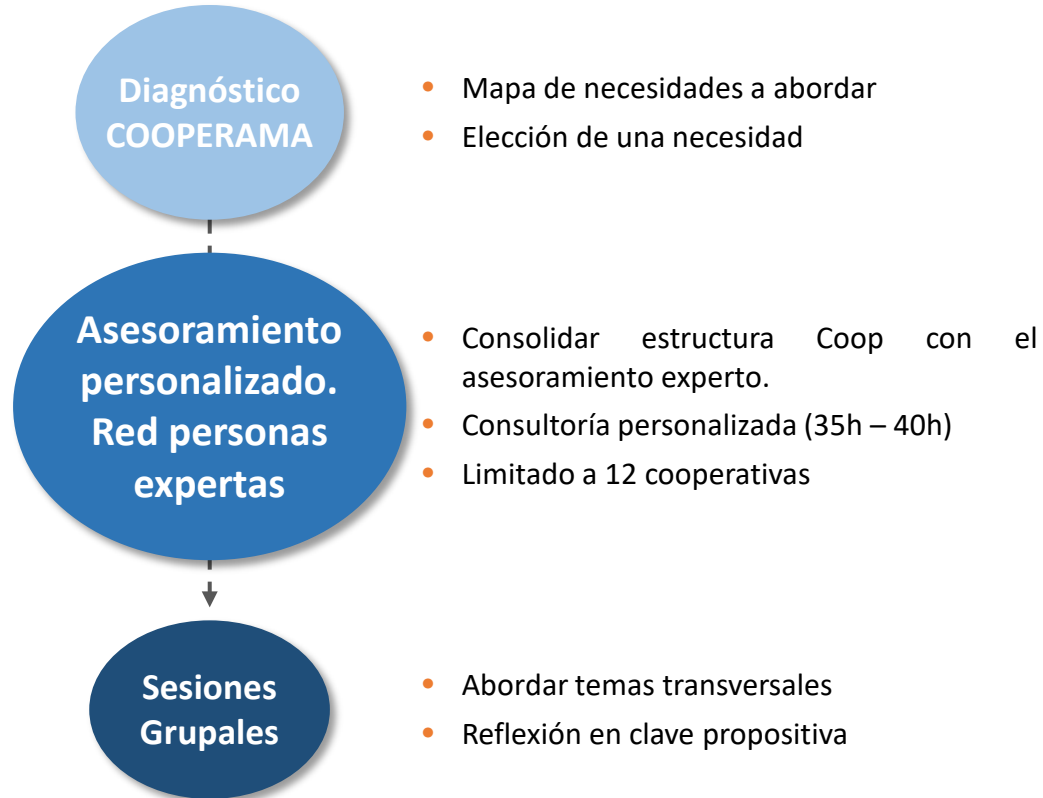 Diagnóstico
COOPERAMA
• Mapa de necesidades a abordar
• Elección de una necesidad
Asesoramiento
personalizado.
Red personas
expertas
• Consolidar estructura Coop con el
asesoramiento experto.
• Consultoría personalizada (35h – 40h)
• Limitado a 12 cooperativas
Sesiones
Grupales
• Abordar temas transversales
• Reflexión en clave propositiva